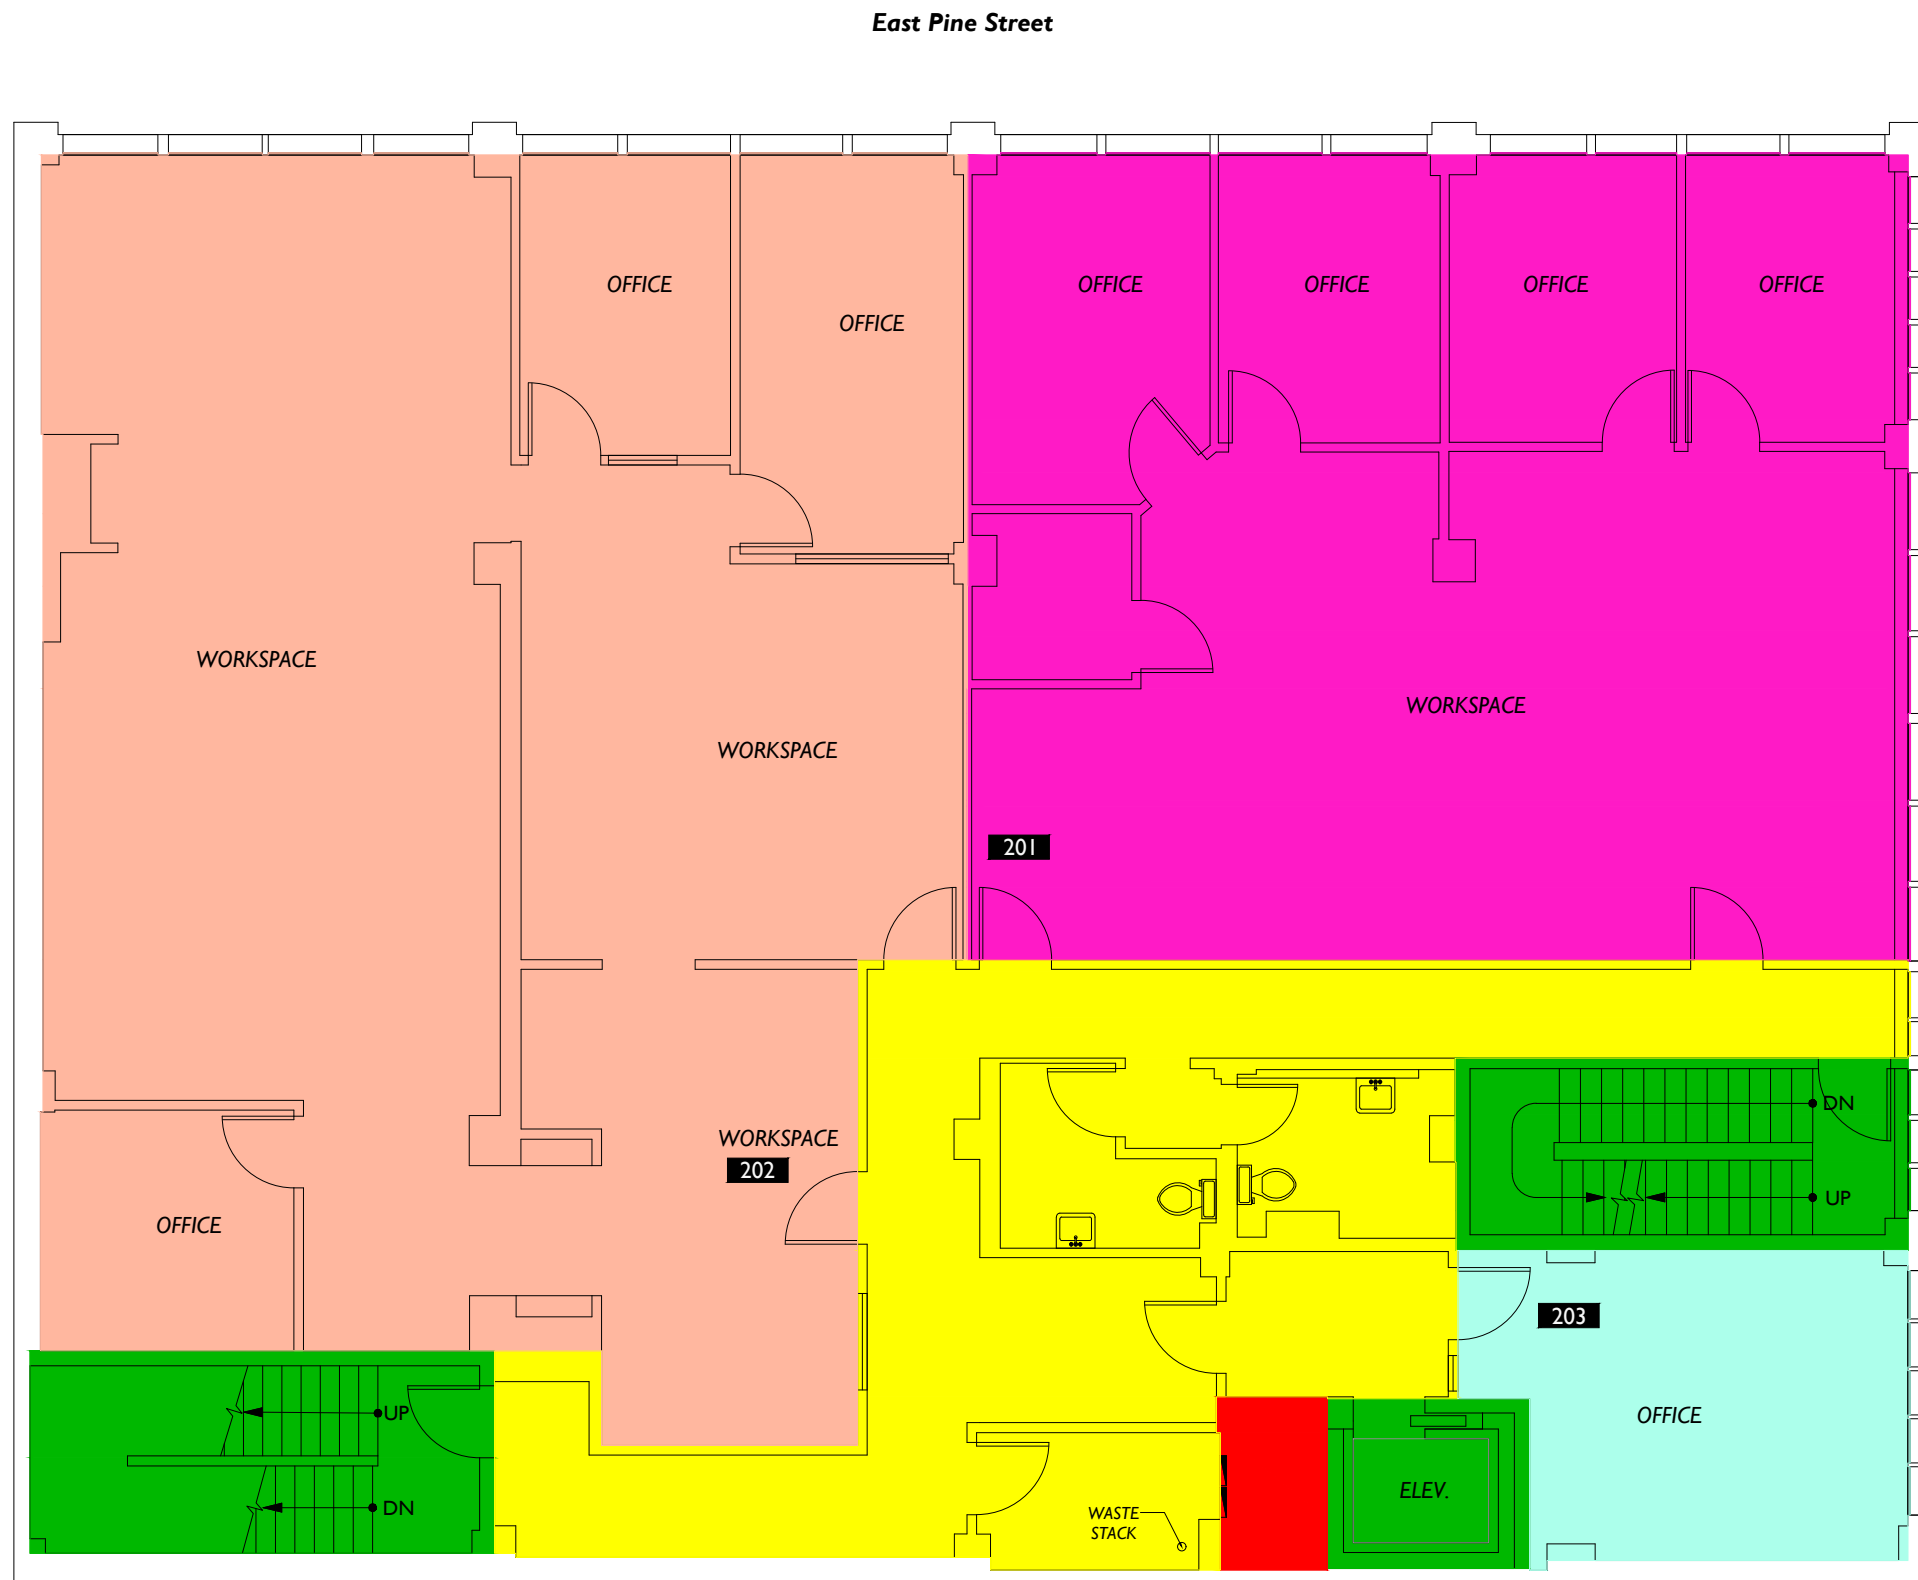 East Pine Street
OFFICE
OFFICE
OFFICE
OFFICE
OFFICE
OFFICE
WORKSPACE
WORKSPACE
WORKSPACE
201
WORKSPACE
202
OFFICE
DN
UP
203
OFFICE
UP
DN
ELEV.
WASTE
STACK